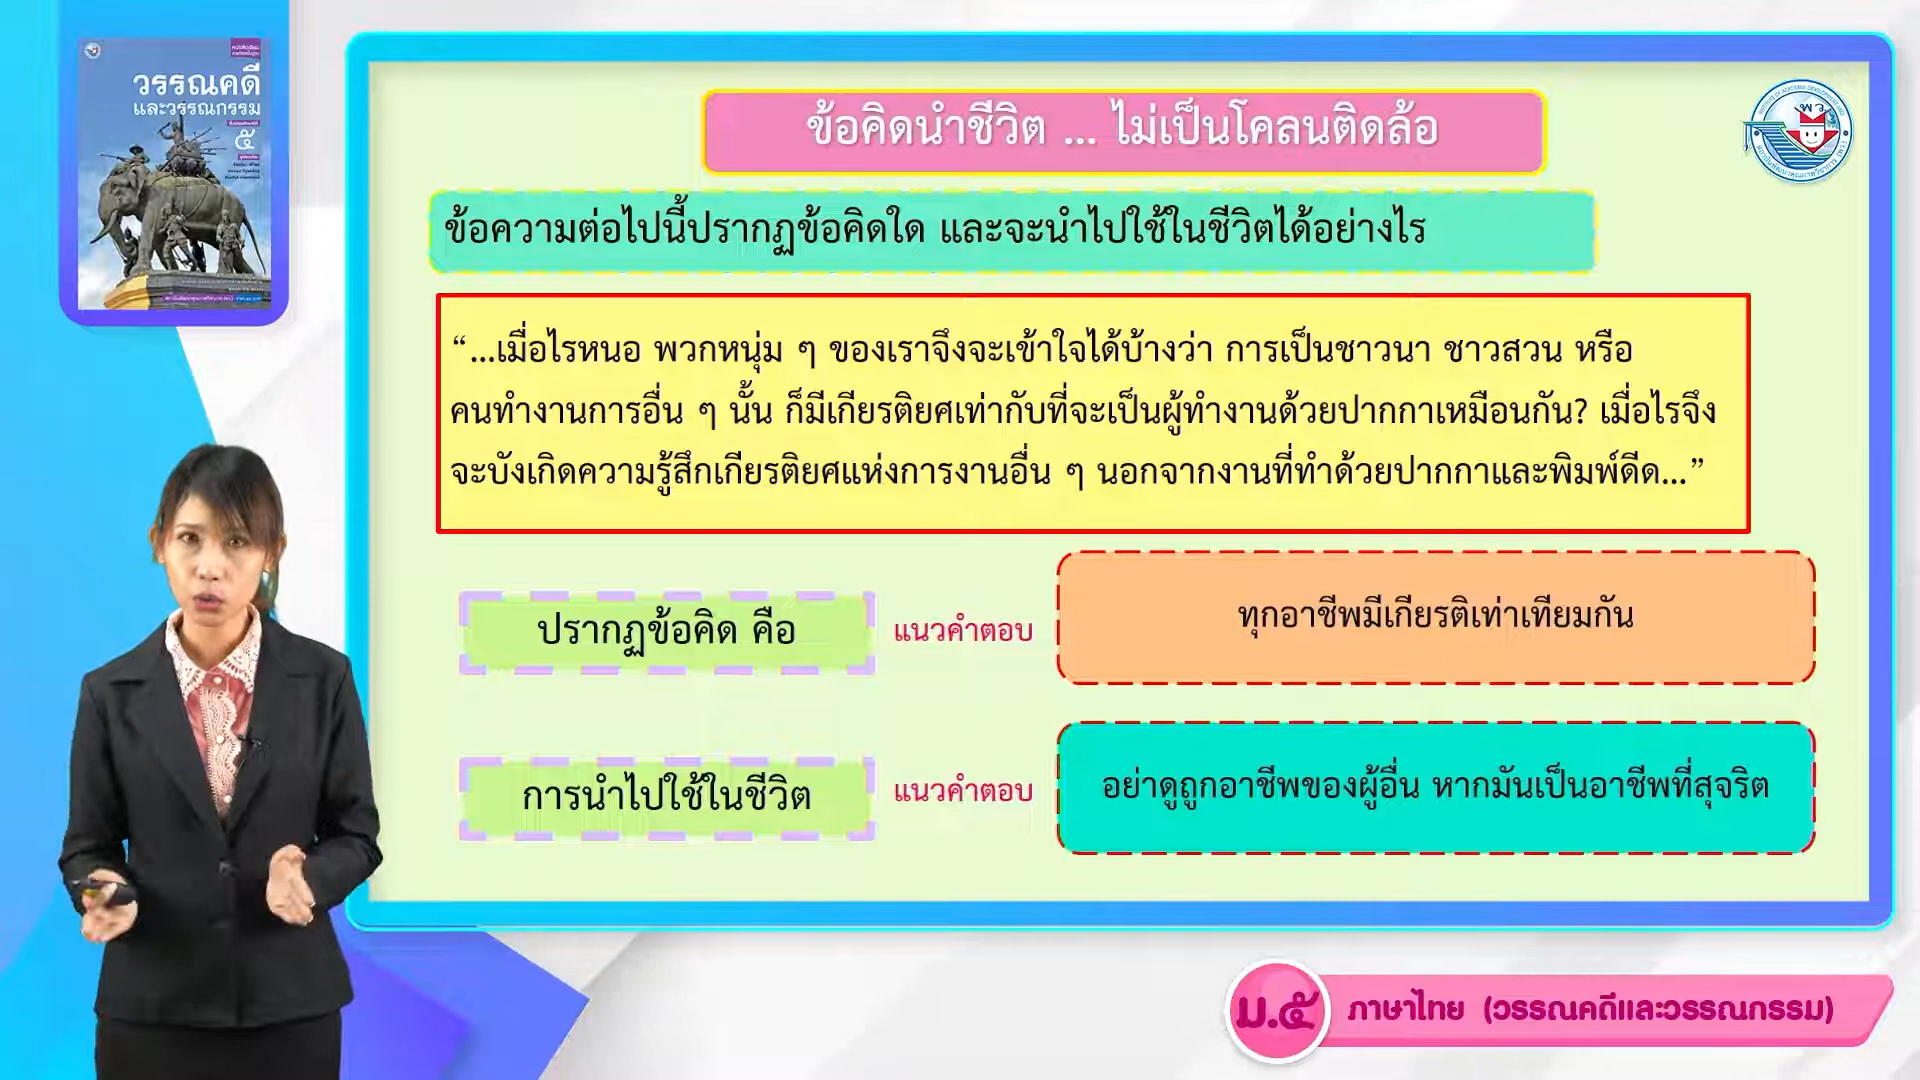 วรรณคดี
และวรรณกรรม
๕
ข้อคิดนำชีวิต ... ไม่เป็นโคลนติดล้อ
พว.
ข้อความต่อไปนี้ปรากฏข้อคิดใด และจะนำไปใช้ในชีวิตได้อย่างไร
“...เมื่อไรหนอ พวกหนุ่ม ๆ ของเราจึงจะเข้าใจได้บ้างว่า การเป็นชาวนา ชาวสวน หรือ
คนทำงานการอื่น ๆ นั้น ก็มีเกียรติยศเท่ากับที่จะเป็นผู้ทำงานด้วยปากกาเหมือนกัน? เมื่อไรจึง
จะบังเกิดความรู้สึกเกียรติยศแห่งการงานอื่น ๆ นอกจากงานที่ทำด้วยปากกาและพิมพ์ดีด...”
ปรากฏข้อคิด คือ
แนวคำตอบ
ทุกอาชีพมีเกียรติเท่าเทียมกัน
การนำไปใช้ในชีวิต
แนวคำตอบ
อย่าดูถูกอาชีพของผู้อื่น หากมันเป็นอาชีพที่สุจริต
ม.๕
ภาษาไทย (วรรณคดีและวรรณกรรม)